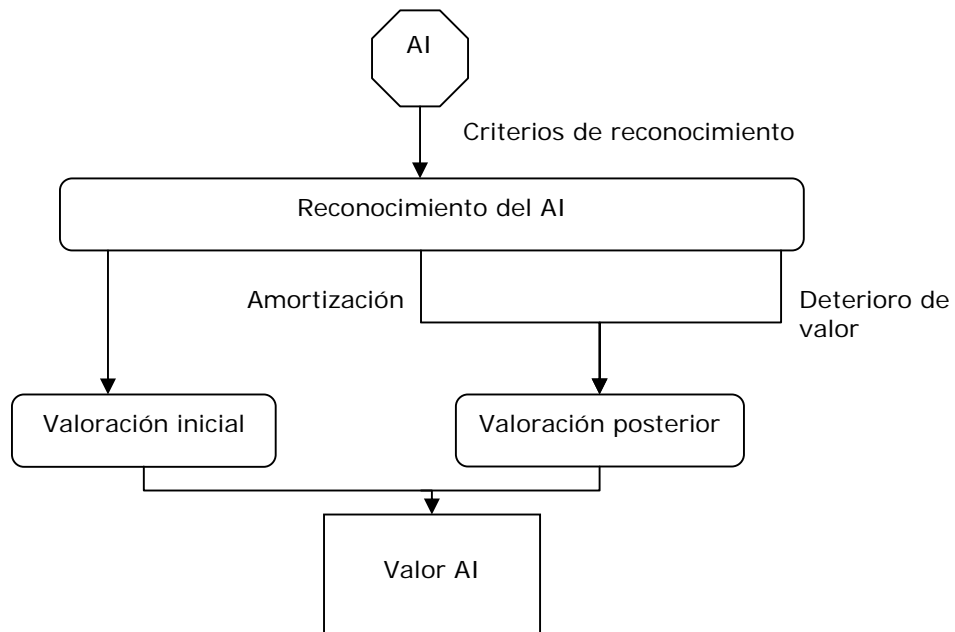 AI
Criterios de reconocimiento
Reconocimiento del AI
Amortización
Deterioro de
valor
Valoración inicial
Valoración posterior
Valor AI